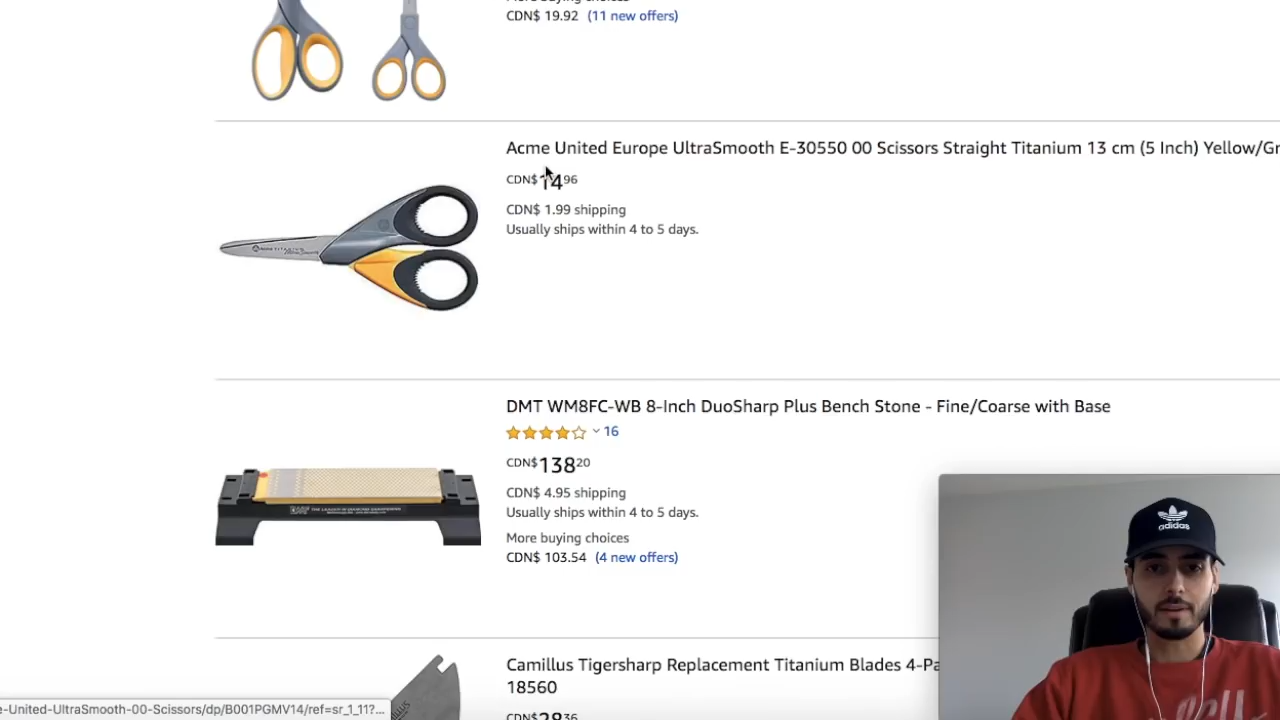 CDN$ 19.92 (11 new offers)
Acme United Europe UltraSmooth E-30550 00 Scissors Straight Titanium 13 cm (5 Inch) Yellow/Gr
CDN$ 14 96
CDN$ 1.99 shipping
Usually ships within 4 to 5 days.
DMT WM8FC-WB 8-Inch DuoSharp Plus Bench Stone - Fine/Coarse with Base
16
CDN$ 138 20
CDN$ 4.95 shipping
Usually ships within 4 to 5 days.
More buying choices
CDN$ 103.54 (4 new offers)
Camillus Tigersharp Replacement Titanium Blades 4-Pa
18560
CDN$ 28 36
e-United-UltraSmooth-00-Scissors/dp/B001PGMV14/ref=sr_1_11?...
adidas